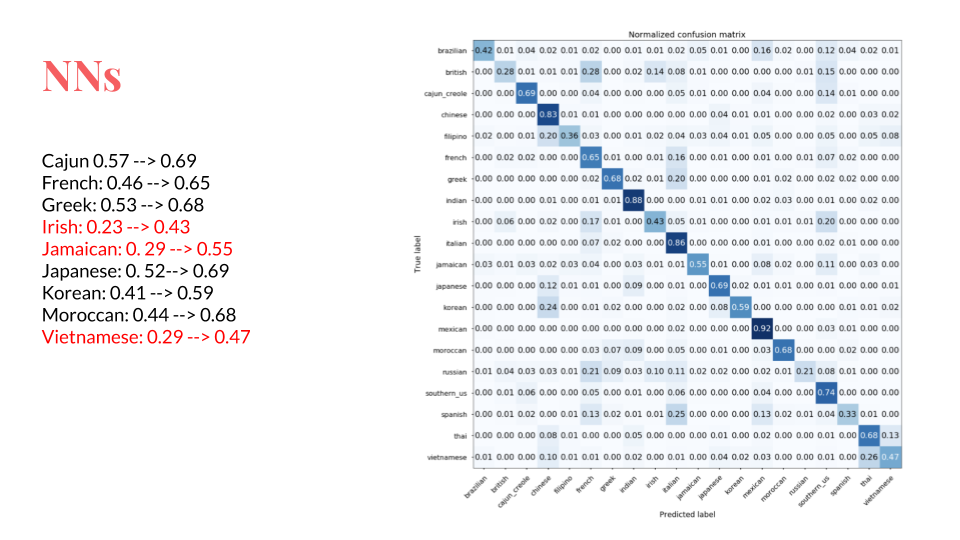 NNs
Cajun 0.57 --> 0.69
French: 0.46 --> 0.65
Greek: 0.53 --> 0.68
Irish: 0.23 --> 0.43
Jamaican: 0. 29 --> 0.55
Japanese: 0. 52--> 0.69
Korean: 0.41 --> 0.59
Moroccan: 0.44 --> 0.68
Vietnamese: 0.29 --> 0.47
Normalized confusion matrix
True label
brazilian 0.42 0.01 0.04 0.02 0.01 0.02 0.00 0.01 0.01 0.02 0.05 0.01 0.00 0.16 0.02 0.00 0.12 0.04 0.02 0.01
british 0.00 0.28 0.01 0.01 0.01 0.28 0.00 0.02 0.14 0.08 0.01 0.00 0.00 0.00 0.00 0.01 0.15 0.00 0.00 0.00
cajun_creole 0.00 0.00 0.69 0.00 0.00 0.04 0.00 0.00 0.00 0.05 0.01 0.00 0.00 0.04 0.00 0.00 0.14 0.01 0.00 0.00
chinese 0.00 0.00 0.00 0.83 0.01 0.00 0.00 0.00 0.00 0.00 0.00 0.04 0.01 0.01 0.00 0.00 0.02 0.00 0.03 0.02
filipino 0.02 0.00 0.01 0.20 0.36 0.03 0.00 0.01 0.02 0.04 0.03 0.04 0.01 0.05 0.00 0.01 0.05 0.00 0.05 0.08
french 0.00 0.02 0.02 0.00 0.00 0.65 0.01 0.00 0.01 0.16 0.00 0.00 0.00 0.01 0.00 0.01 0.07 0.02 0.00 0.00
greek 0.00 0.00 0.00 0.00 0.00 0.02 0.68 0.02 0.01 0.20 0.00 0.00 0.00 0.01 0.01 0.00 0.02 0.02 0.00 0.00
indian 0.00 0.00 0.00 0.00 0.00 0.00 0.01 0.88 0.00 0.01 0.00 0.00 0.00 0.02 0.03 0.00 0.01 0.00 0.02 0.00
irish 0.00 0.06 0.00 0.02 0.00 0.17 0.01 0.00 0.43 0.05 0.01 0.00 0.00 0.01 0.01 0.01 0.20 0.00 0.00 0.00
italian 0.00 0.00 0.00 0.00 0.00 0.07 0.02 0.00 0.00 0.86 0.00 0.00 0.00 0.01 0.00 0.00 0.02 0.01 0.00 0.00
jamaican 0.03 0.01 0.03 0.02 0.03 0.04 0.00 0.03 0.01 0.01 0.55 0.01 0.00 0.08 0.02 0.00 0.11 0.00 0.03 0.00
japanese 0.00 0.00 0.00 0.12 0.01 0.01 0.00 0.09 0.00 0.01 0.00 0.69 0.02 0.01 0.01 0.00 0.01 0.00 0.01 0.01
korean 0.00 0.00 0.00 0.24 0.00 0.01 0.01 0.02 0.00 0.02 0.00 0.08 0.59 0.00 0.00 0.00 0.00 0.01 0.01 0.02
mexican 0.00 0.00 0.00 0.00 0.00 0.00 0.00 0.00 0.00 0.02 0.00 0.00 0.00 0.92 0.00 0.00 0.03 0.01 0.00 0.00
moroccan 0.00 0.00 0.00 0.00 0.00 0.03 0.07 0.09 0.00 0.05 0.01 0.00 0.01 0.03 0.68 0.00 0.00 0.02 0.00 0.00
russian 0.01 0.04 0.03 0.03 0.01 0.21 0.09 0.03 0.10 0.11 0.00 0.02 0.02 0.01 0.00 0.21 0.08 0.01 0.00 0.00
southern_us 0.00 0.01 0.06 0.00 0.00 0.05 0.01 0.00 0.01 0.06 0.00 0.00 0.00 0.04 0.00 0.00 0.74 0.00 0.00 0.00
spanish 0.00 0.01 0.02 0.00 0.01 0.13 0.02 0.01 0.01 0.25 0.00 0.00 0.00 0.13 0.02 0.01 0.04 0.33 0.01 0.00
thai 0.00 0.00 0.00 0.08 0.01 0.00 0.00 0.05 0.00 0.01 0.00 0.01 0.00 0.02 0.00 0.00 0.01 0.00 0.68 0.13
vietnamese 0.01 0.00 0.00 0.10 0.01 0.01 0.00 0.00 0.00 0.01 0.00 0.04 0.02 0.03 0.00 0.00 0.01 0.00 0.26 0.47
brazilian british cajun_creole chinese filipino french greek indian irish italian jamaican japanese korean mexican moroccan russian southern_us spanish thai vietnamese
Predicted label